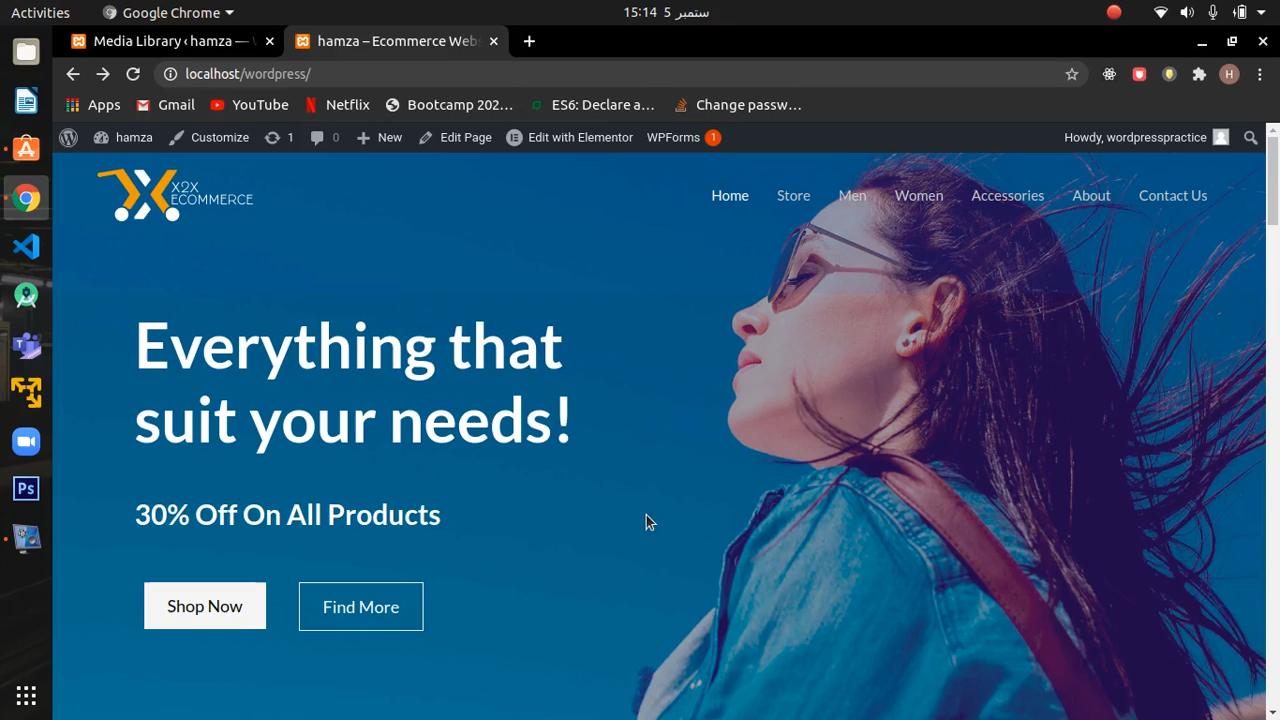 Activities Google Chrome 15:14 5 ستمبر
Media Library ‹ hamza — hamza – Ecommerce Webs
localhost/wordpress/ H
Apps Gmail YouTube Netflix Bootcamp 202... ES6: Declare a... Change passw...
hamza Customize 1 0 New Edit Page Edit with Elementor WPForms 1 Howdy, wordpresspractice
X2X
ECOMMERCE
Home Store Men Women Accessories About Contact Us
Everything that
suit your needs!
30% Off On All Products
Shop Now Find More
Ps